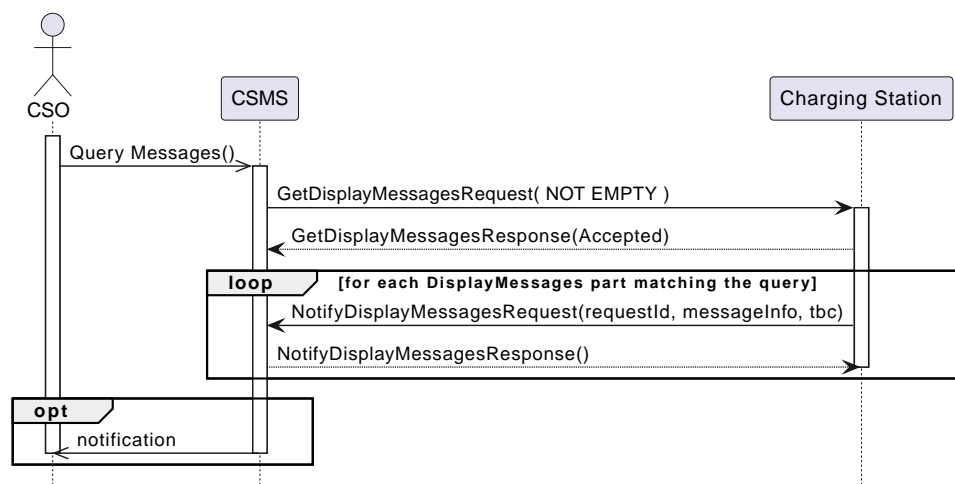 CSO
CSMS
Charging Station
Query Messages()
GetDisplayMessagesRequest( NOT EMPTY )
GetDisplayMessagesResponse(Accepted)
loop [for each DisplayMessages part matching the query]
NotifyDisplayMessagesRequest(requestId, messageInfo, tbc)
NotifyDisplayMessagesResponse()
opt
notification